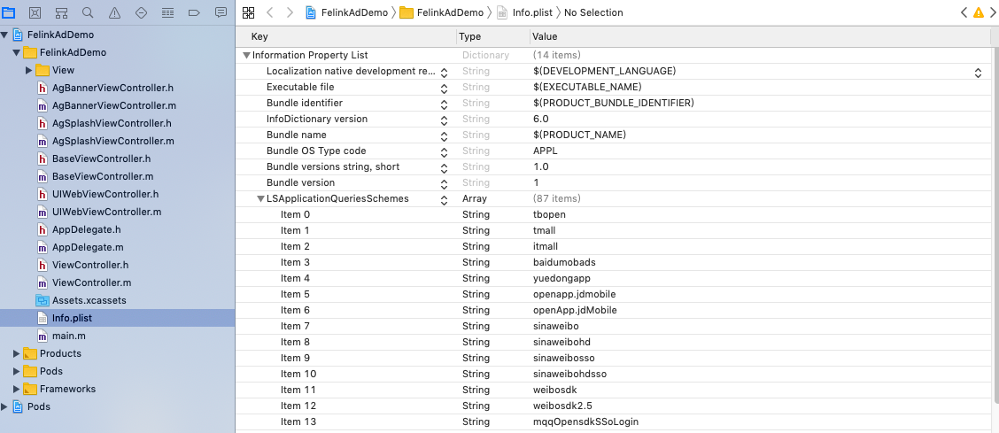 FelinkAdDemo FelinkAdDemo Info.plist No Selection
FelinkAdDemo
FelinkAdDemo
View
AgBannerViewController.h
AgBannerViewController.m
AgSplashViewController.h
AgSplashViewController.m
BaseViewController.h
BaseViewController.m
UIWebViewController.h
UIWebViewController.m
AppDelegate.h
AppDelegate.m
ViewController.h
ViewController.m
Assets.xcassets
Info.plist
main.m
Products
Pods
Frameworks
Pods
Key Type Value
Information Property List Dictionary (14 items)
Localization native development re... String $(DEVELOPMENT_LANGUAGE)
Executable file String $(EXECUTABLE_NAME)
Bundle identifier String $(PRODUCT_BUNDLE_IDENTIFIER)
InfoDictionary version String 6.0
Bundle name String $(PRODUCT_NAME)
Bundle OS Type code String APPL
Bundle versions string, short String 1.0
Bundle version String 1
LSApplicationQueriesSchemes Array (87 items)
Item 0 String tbopen
Item 1 String tmall
Item 2 String itmall
Item 3 String baidumobads
Item 4 String yuedongapp
Item 5 String openapp.jdmobile
Item 6 String openApp.jdMobile
Item 7 String sinaweibo
Item 8 String sinaweibohd
Item 9 String sinaweibosso
Item 10 String sinaweibohdsso
Item 11 String weibosdk
Item 12 String weibosdk2.5
Item 13 String mqqOpensdkSSoLogin